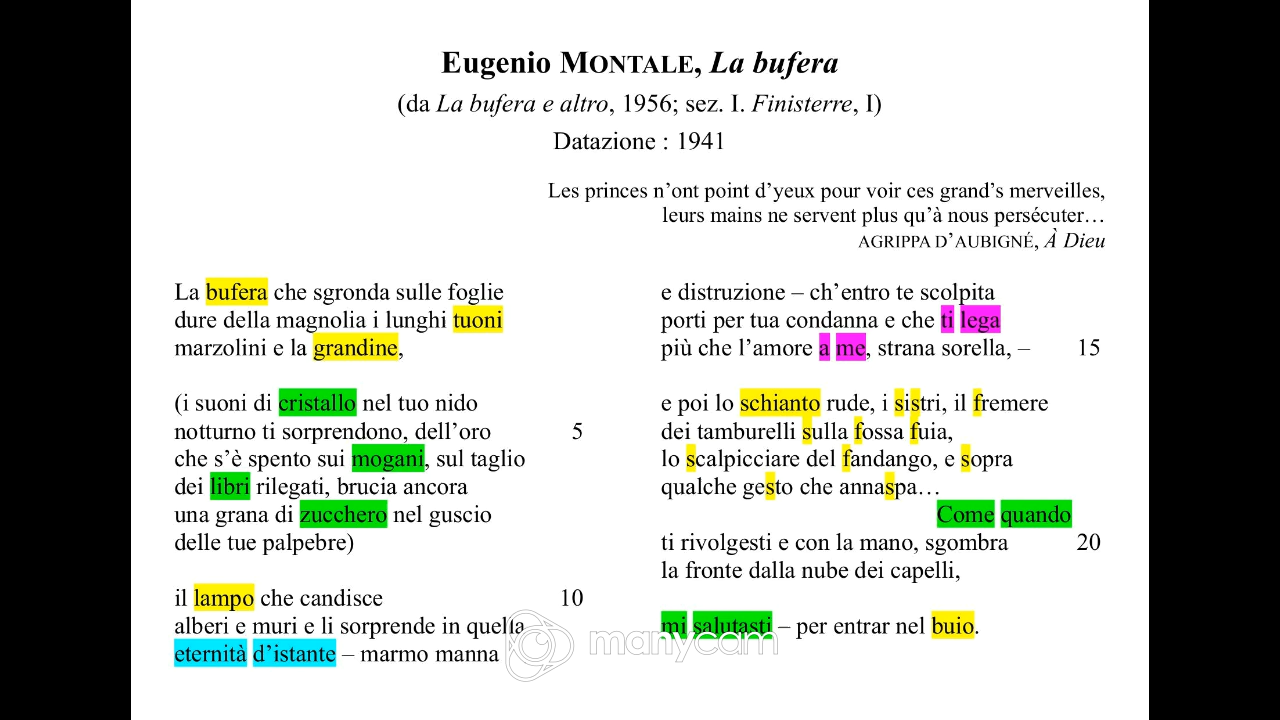 Eugenio MONTALE, La bufera
(da La bufera e altro, 1956; sez. I. Finisterre, I)
Datazione : 1941
Les princes n’ont point d’yeux pour voir ces grand’s merveilles,
leurs mains ne servent plus qu’à nous persécuter…
AGRIPPA D’AUBIGNÉ, À Dieu
La bufera che sgronda sulle foglie
dure della magnolia i lunghi tuoni
marzolini e la grandine,
(i suoni di cristallo nel tuo nido
notturno ti sorprendono, dell’oro 5
che s’è spento sui mogani, sul taglio
dei libri rilegati, brucia ancora
una grana di zucchero nel guscio
delle tue palpebre)
il lampo che candisce 10
alberi e muri e li sorprende in quella
eternità d’istante – marmo manna
e distruzione – ch’entro te scolpita
porti per tua condanna e che ti lega
più che l’amore a me, strana sorella, – 15
e poi lo schianto rude, i sistri, il fremere
dei tamburelli sulla fossa fuia,
lo scalpicciare del fandango, e sopra
qualche gesto che annaspa…
Come quando
ti rivolgesti e con la mano, sgombra 20
la fronte dalla nube dei capelli,
mi salutasti – per entrar nel buio.
manycam